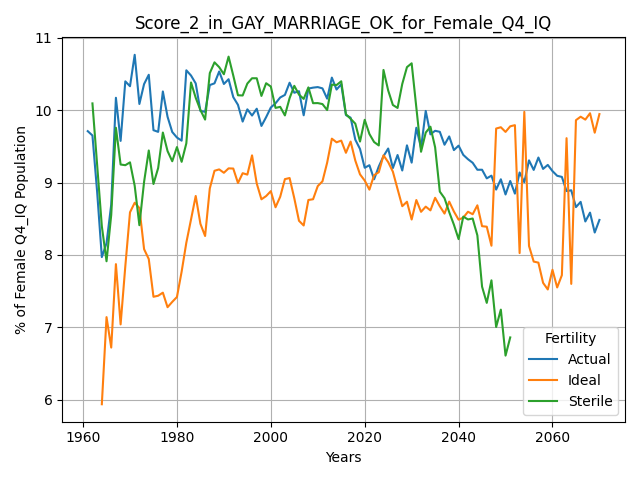 Score_2_in_GAY_MARRIAGE_OK_for_Female_Q4_IQ
11
10
9
8
7
6
% of Female Q4_IQ Population
1960 1980 2000 2020 2040 2060
Years
Fertility
Actual
Ideal
Sterile